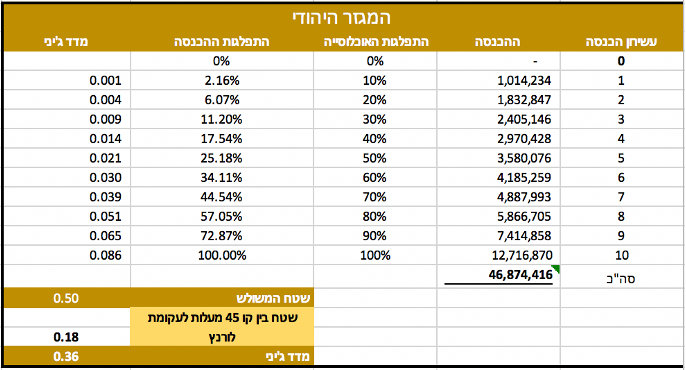 המגזר היהודי
עשירון הכנסה ההכנסה התפלגות האוכלוסייה התפלגות ההכנסה מדד ג'יני
0 - 0% 0%
1 1,014,234 10% 2.16% 0.001
2 1,832,847 20% 6.07% 0.004
3 2,405,146 30% 11.20% 0.009
4 2,970,428 40% 17.54% 0.014
5 3,580,076 50% 25.18% 0.021
6 4,185,259 60% 34.11% 0.030
7 4,887,993 70% 44.54% 0.039
8 5,866,705 80% 57.05% 0.051
9 7,414,858 90% 72.87% 0.065
10 12,716,870 100% 100.00% 0.086
סה"כ 46,874,416
שטח המשולש 0.50
שטח בין קו 45 מעלות לעקומת
לורנץ 0.18
מדד ג'יני 0.36